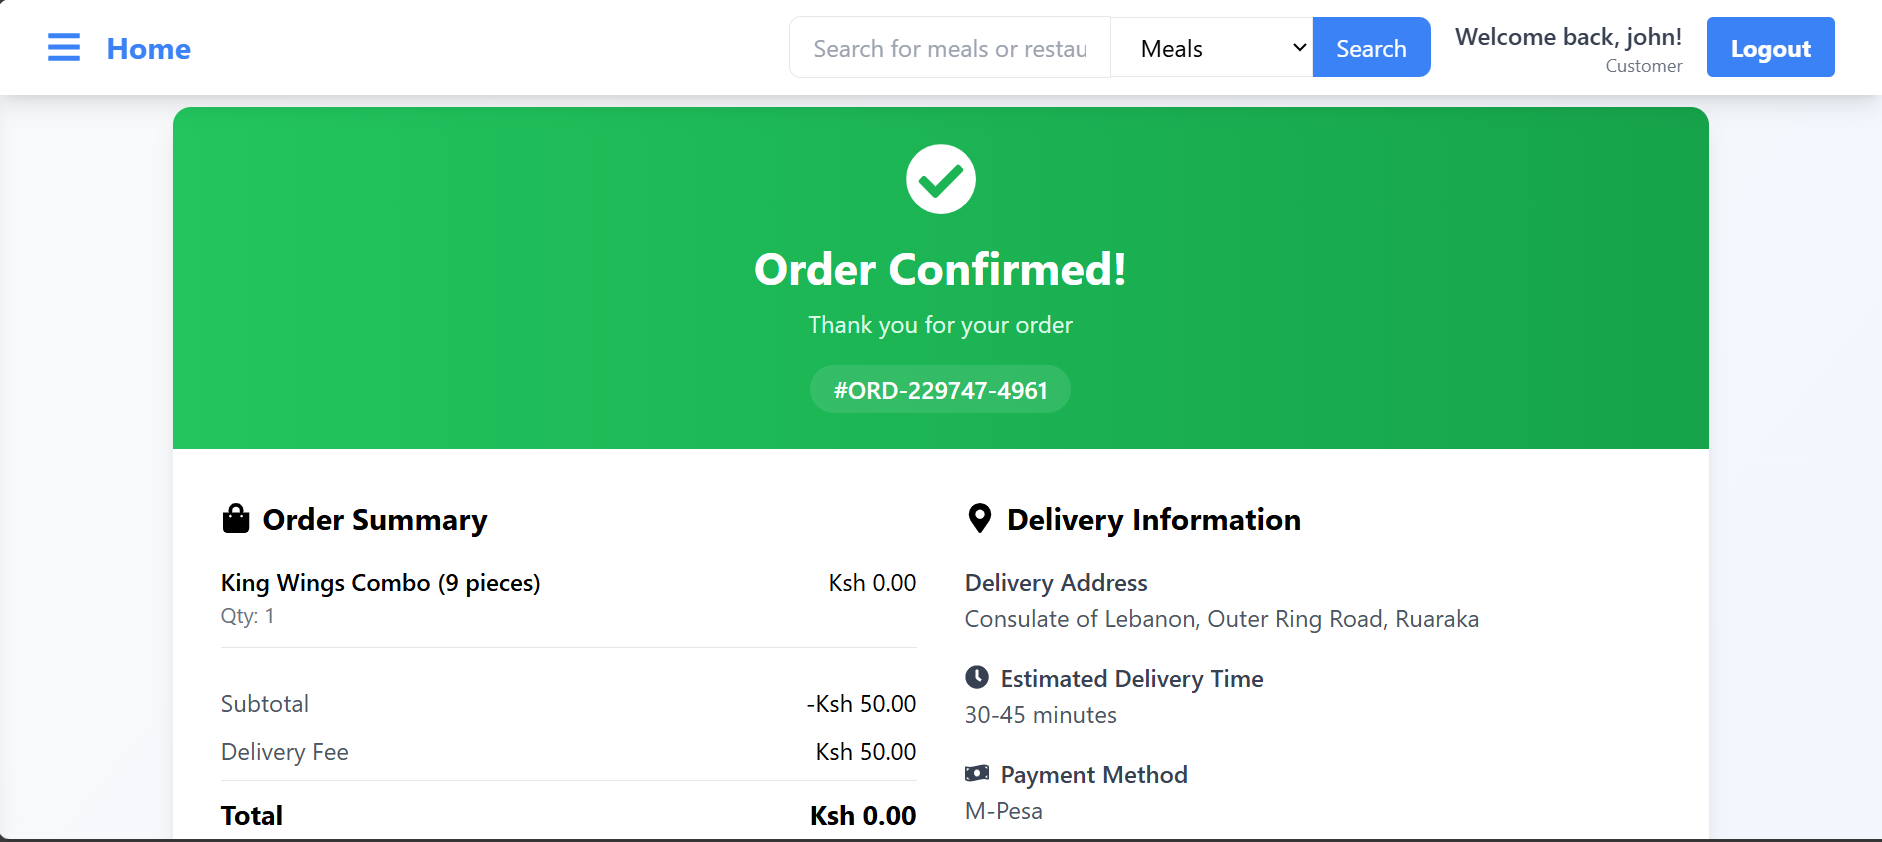 Home
Search for meals or restau
Meals
Search
Welcome back, john!
Customer
Logout
Order Confirmed!
Thank you for your order
#ORD-229747-4961
Order Summary
King Wings Combo (9 pieces) Ksh 0.00
Qty: 1
Subtotal -Ksh 50.00
Delivery Fee Ksh 50.00
Total Ksh 0.00
Delivery Information
Delivery Address
Consulate of Lebanon, Outer Ring Road, Ruaraka
Estimated Delivery Time
30-45 minutes
Payment Method
M-Pesa